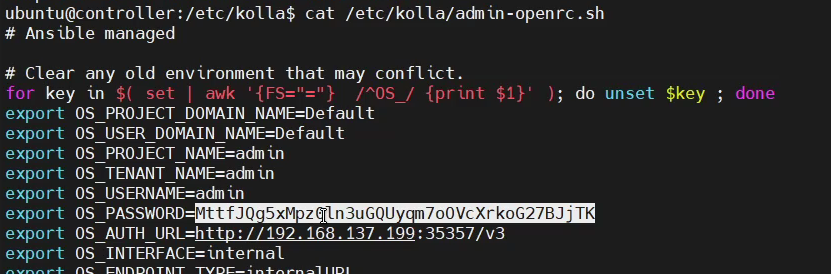 ubuntu@controller:/etc/kolla$ cat /etc/kolla/admin-openrc.sh
# Ansible managed
# Clear any old environment that may conflict.
for key in $( set | awk '{FS="="}  /^OS_/ {print $1}' ); do unset $key ; done
export OS_PROJECT_DOMAIN_NAME=Default
export OS_USER_DOMAIN_NAME=Default
export OS_PROJECT_NAME=admin
export OS_TENANT_NAME=admin
export OS_USERNAME=admin
export OS_PASSWORD=
export OS_AUTH_URL=http://192.168.137.199:35357/v3
export OS_INTERFACE=internal
export OS_ENDPOINT_TYPE=internalURL